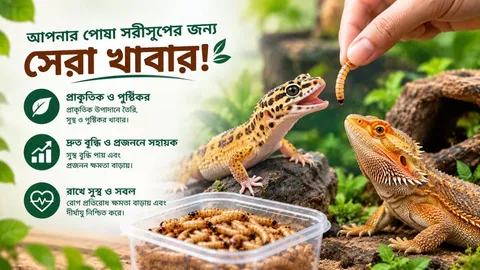 আপনার পোষা সরীসৃপের জন্য
সেরা খাবার!
প্রাকৃতিক ও পুষ্টিকর
প্রাকৃতিক উপাদানে তৈরি,
সুস্থ ও পুষ্টিকর খাবার।
দ্রুত বৃদ্ধি ও প্রজননে সহায়ক
সুস্থ বৃদ্ধি পায় এবং
প্রজনন ক্ষমতা বাড়ায়।
রাখে সুস্থ ও সবল
রোগ প্রতিরোধ ক্ষমতা বাড়ায় এবং
দীর্ঘায়ু নিশ্চিত করে।